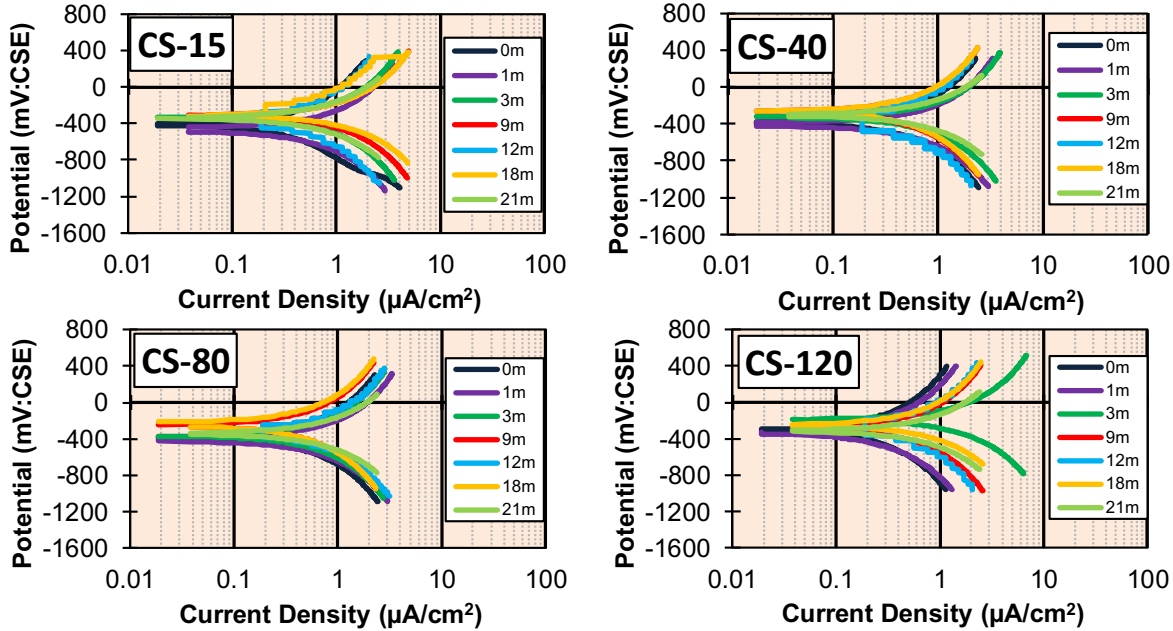 CS-15
800
400
0
-400
-800
-1200
-1600
Potential (mV:CSE)
0.01 0.1 1 10 100
Current Density (µA/cm²)
0m
1m
3m
9m
12m
18m
21m
CS-40
800
400
0
-400
-800
-1200
-1600
Potential (mV:CSE)
0.01 0.1 1 10 100
Current Density (µA/cm²)
0m
1m
3m
9m
12m
18m
21m
CS-80
800
400
0
-400
-800
-1200
-1600
Potential (mV:CSE)
0.01 0.1 1 10 100
Current Density (µA/cm²)
0m
1m
3m
9m
12m
18m
21m
CS-120
800
400
0
-400
-800
-1200
-1600
Potential (mV:CSE)
0.01 0.1 1 10 100
Current Density (µA/cm²)
0m
1m
3m
9m
12m
18m
21m